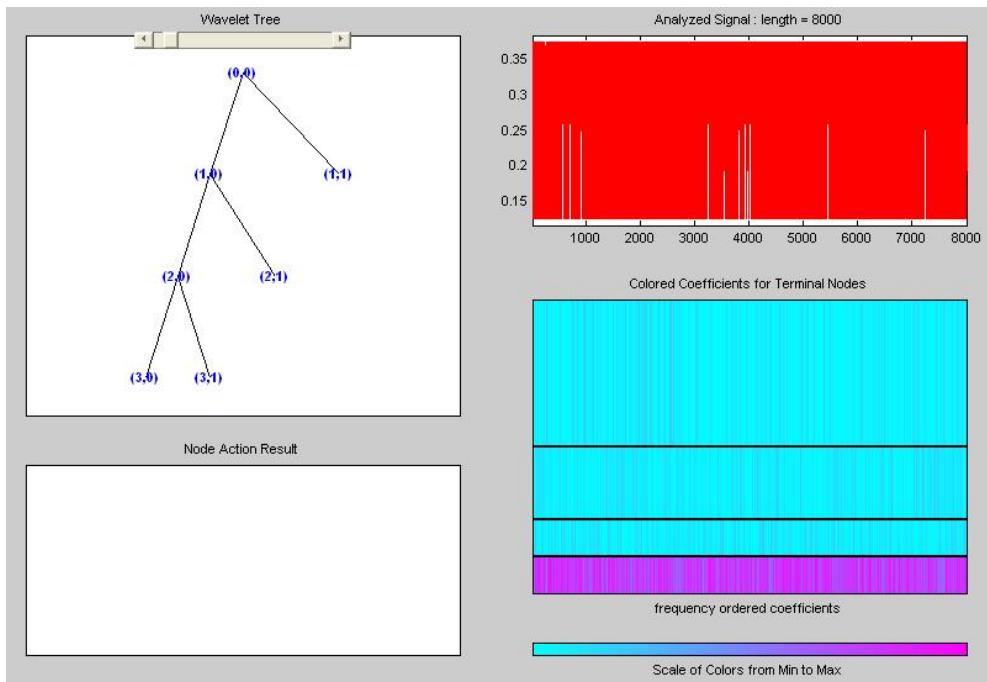 Wavelet Tree
(0,0)
(1,0)
(1,1)
(2,0)
(2,1)
(3,0)
(3,1)
Node Action Result
Analyzed Signal : length = 8000
0.35
0.3
0.25
0.2
0.15
1000 2000 3000 4000 5000 6000 7000 8000
Colored Coefficients for Terminal Nodes
frequency ordered coefficients
Scale of Colors from Min to Max